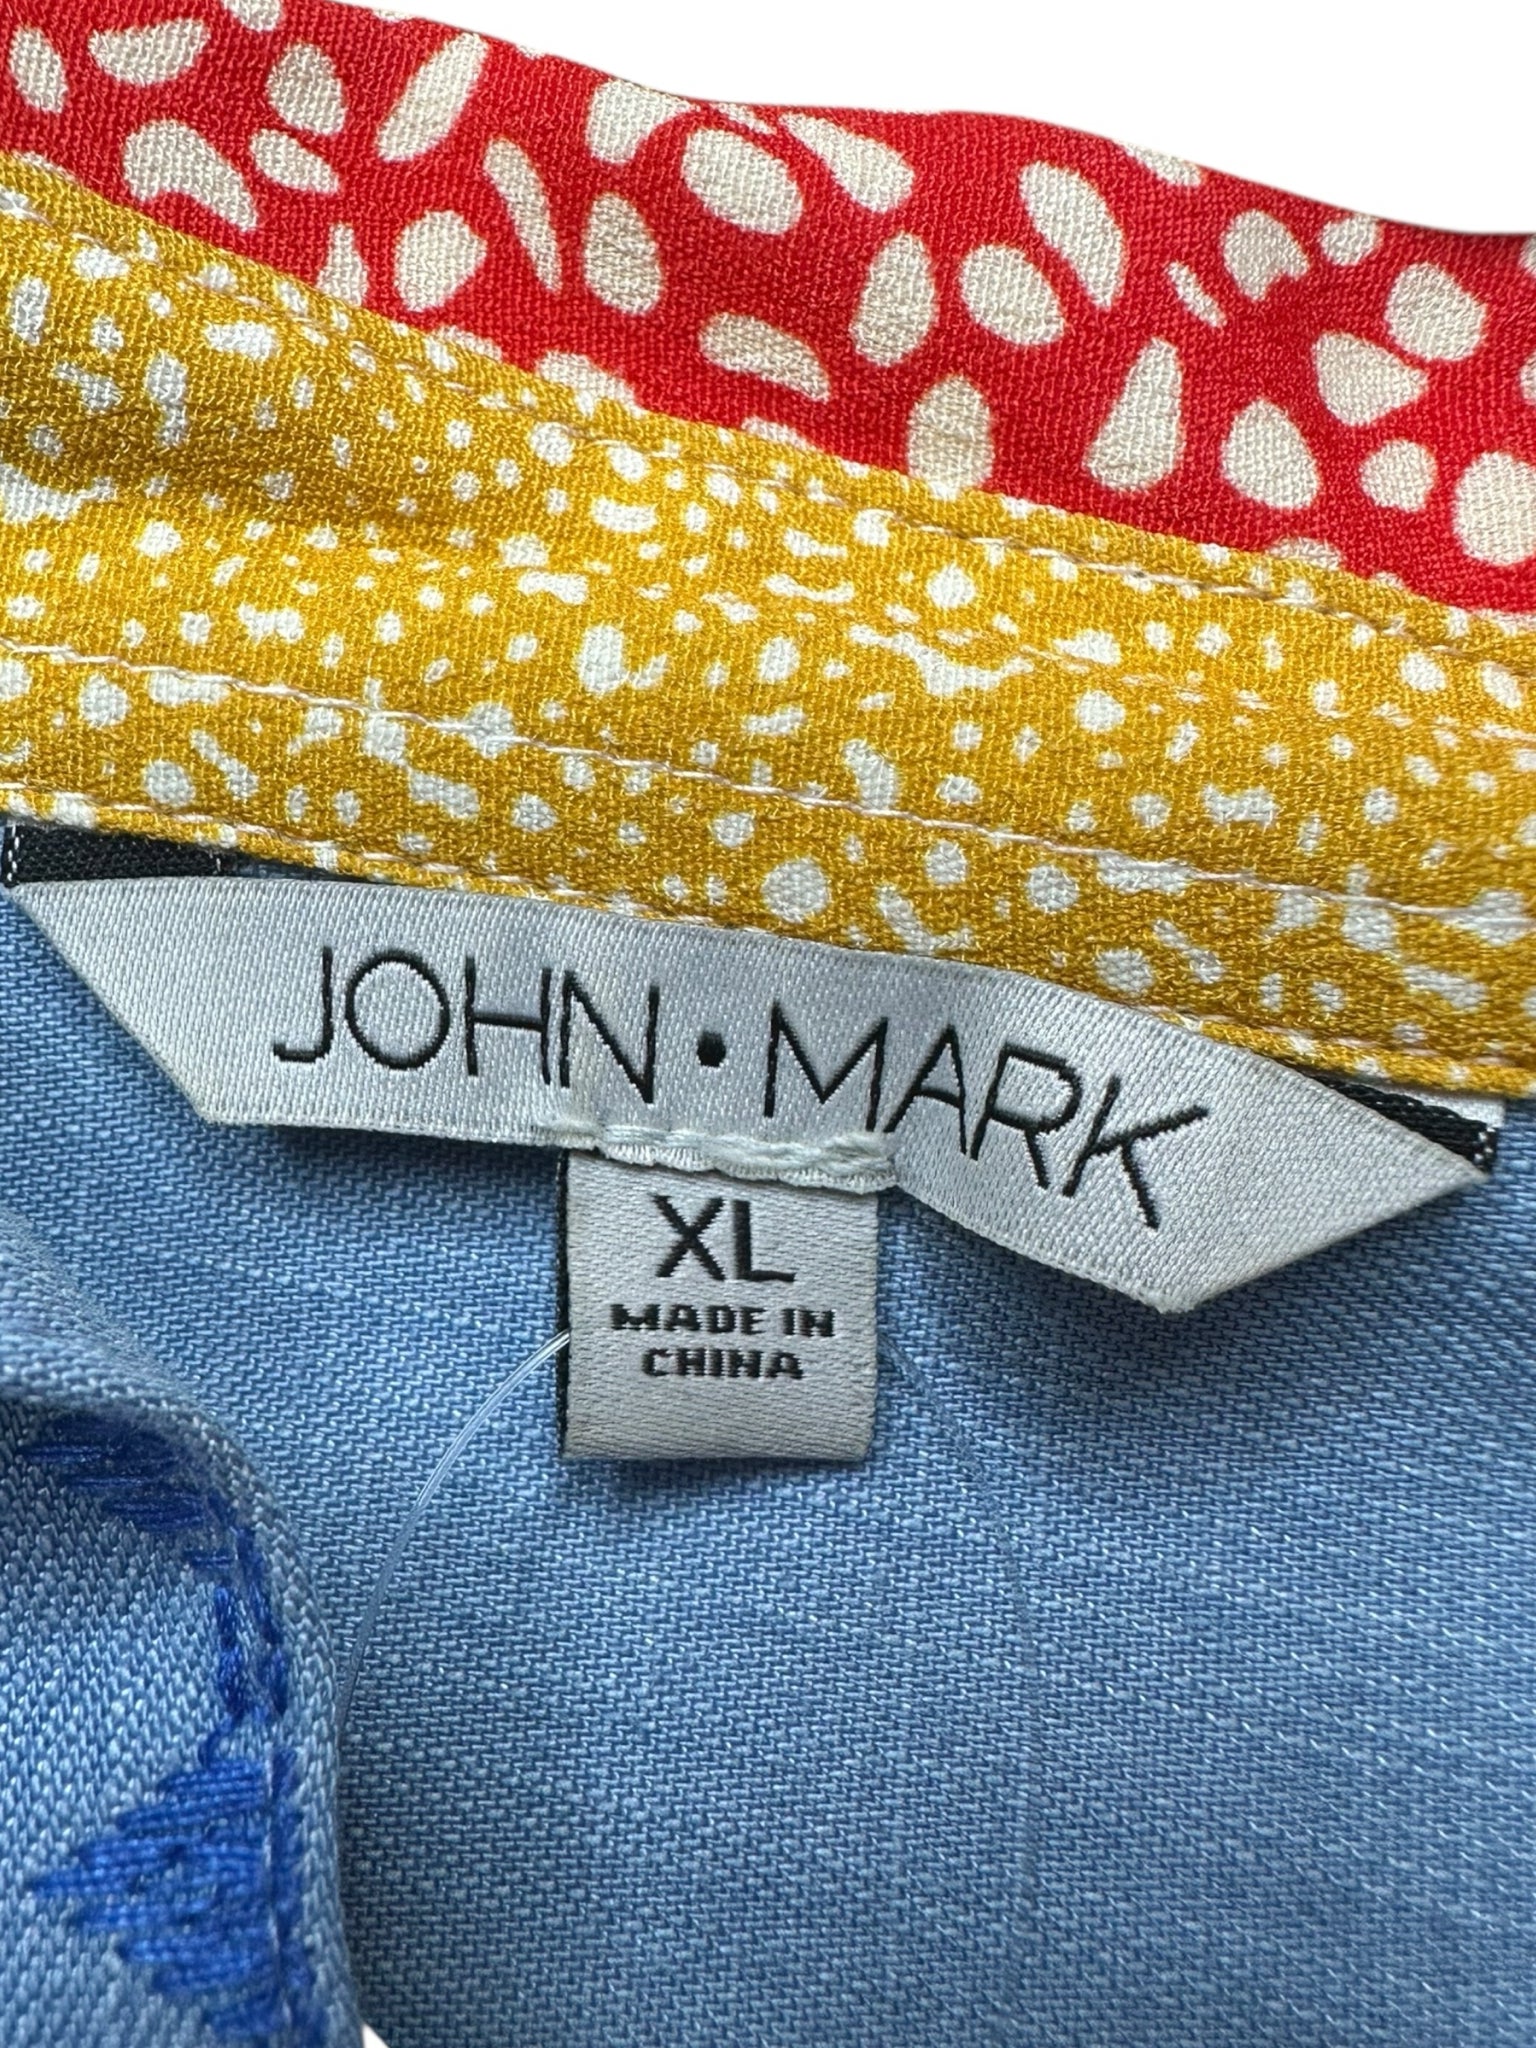 JOHN • MARK
XL
MADE IN
CHINA